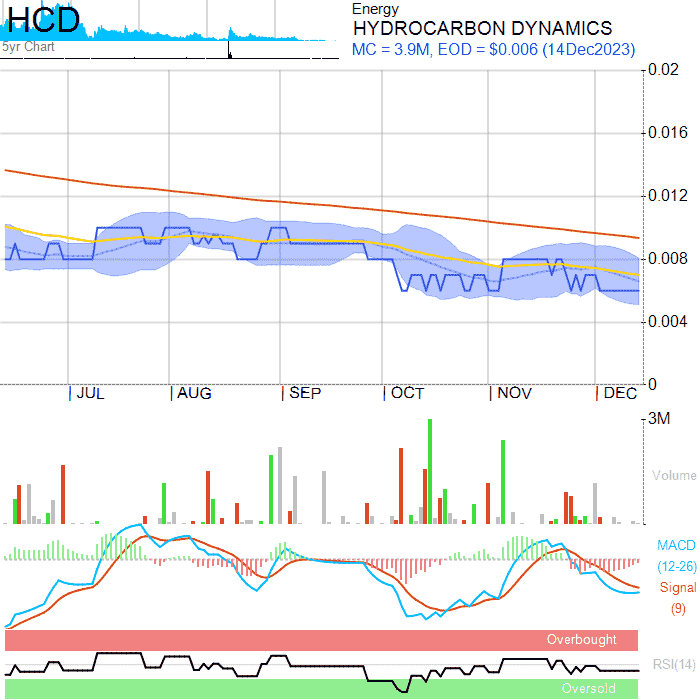 HCD
5yr Chart
Energy
HYDROCARBON DYNAMICS
MC = 3.9M, EOD = $0.006 (14Dec2023)
0.02
0.016
0.012
0.008
0.004
0
JUL AUG SEP OCT NOV DEC
3M
Volume
MACD
(12-26)
Signal
(9)
Overbought
RSI(14)
Oversold